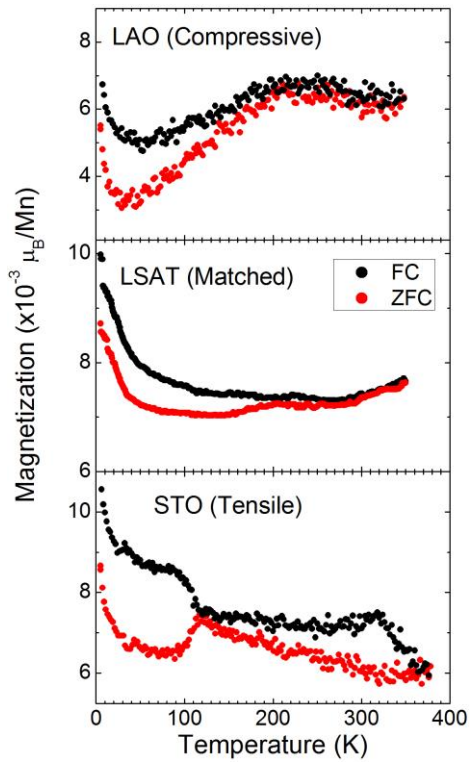 LAO (Compressive)
8
6
4
LSAT (Matched)
FC
ZFC
10
8
6
STO (Tensile)
10
8
6
0 100 200 300 400
Temperature (K)
Magnetization (x10⁻³ μB/Mn)